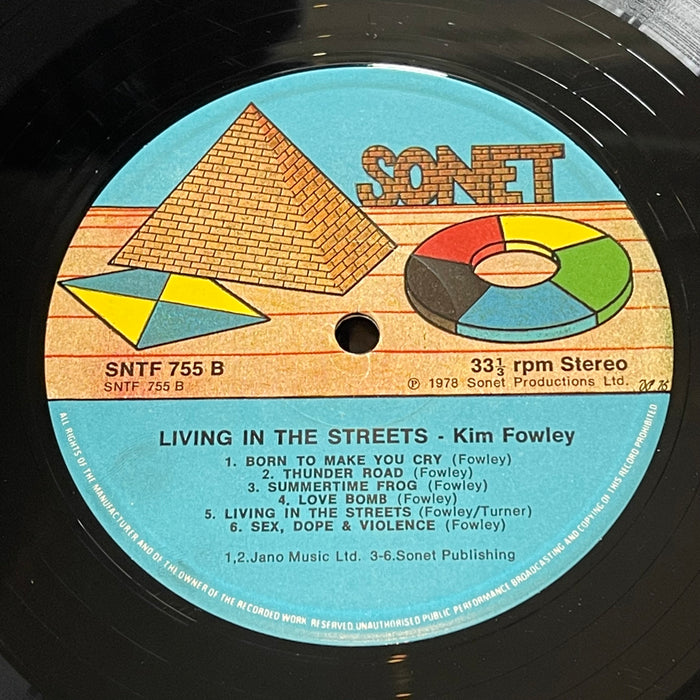 SONET
SNTF 755 B
SNTF 755 B
33⅓ rpm Stereo
℗ 1978 Sonet Productions Ltd.
LIVING IN THE STREETS - Kim Fowley
1. BORN TO MAKE YOU CRY (Fowley)
2. THUNDER ROAD (Fowley)
3. SUMMERTIME FROG (Fowley)
4. LOVE BOMB (Fowley)
5. LIVING IN THE STREETS (Fowley/Turner)
6. SEX, DOPE & VIOLENCE (Fowley)
1,2.Jano Music Ltd. 3-6.Sonet Publishing
ALL RIGHTS OF THE MANUFACTURER AND OF THE OWNER OF THE RECORDED WORK RESERVED. UNAUTHORISED PUBLIC PERFORMANCE BROADCASTING AND COPYING OF THIS RECORD PROHIBITED